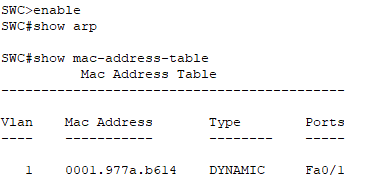 SWC>enable
SWC#show arp
SWC#show mac-address-table
Mac Address Table
-------------------------------------------
Vlan    Mac Address       Type        Ports
----    -----------       --------    -----
1    0001.977a.b614    DYNAMIC     Fa0/1